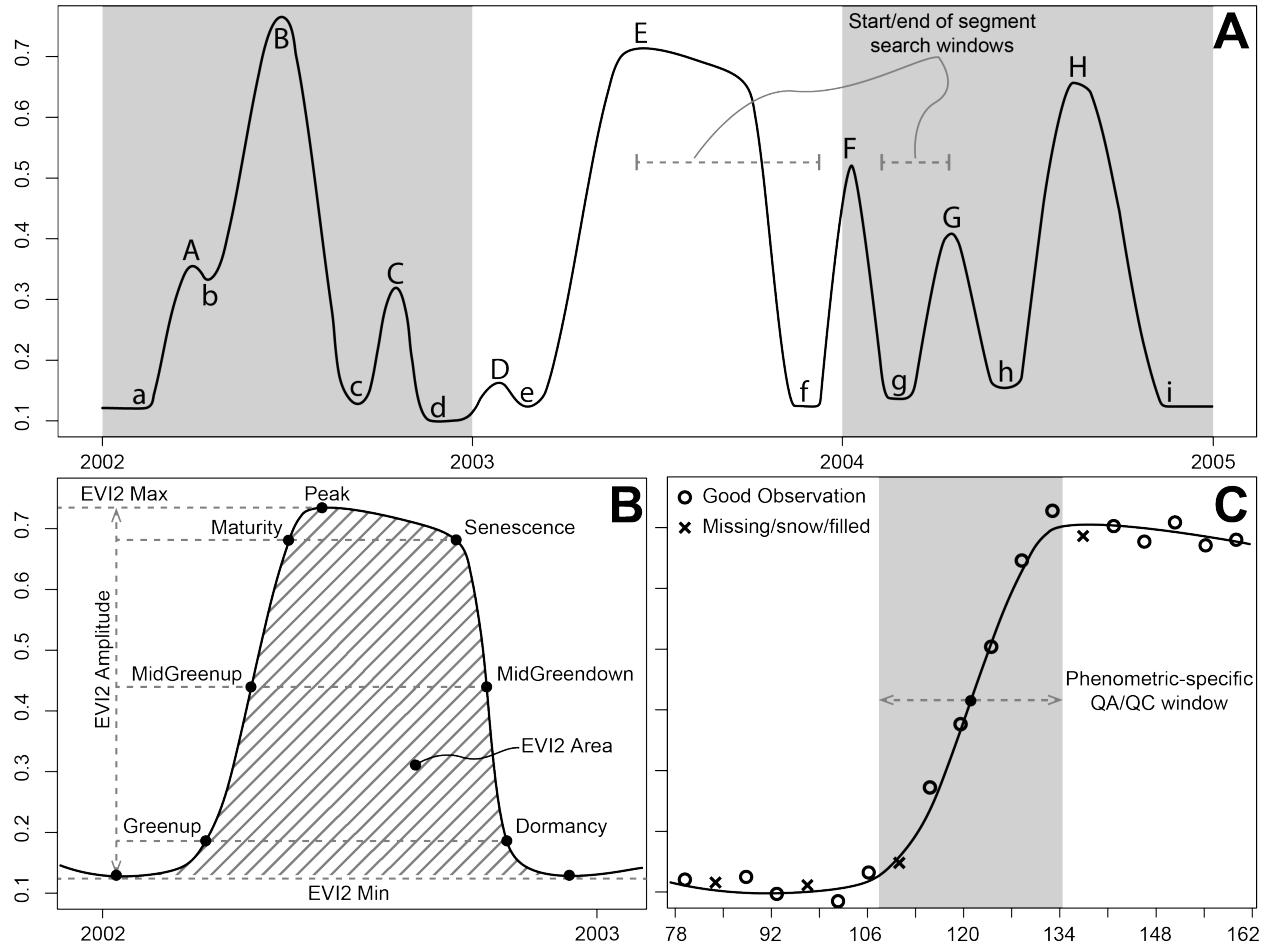 A
Start/end of segment
search windows
0.7
0.6
0.5
0.4
0.3
0.2
0.1
A
B
C
D
E
F
G
H
a
b
c
d
e
f
g
h
i
2002
2003
2004
2005
B
EVI2 Max
Peak
Maturity
Senescence
EVI2 Amplitude
MidGreenup
MidGreendown
EVI2 Area
Greenup
Dormancy
EVI2 Min
0.7
0.6
0.5
0.4
0.3
0.2
0.1
2002
2003
C
Good Observation
Missing/snow/filled
Phenometric-specific
QA/QC window
78
92
106
120
134
148
162